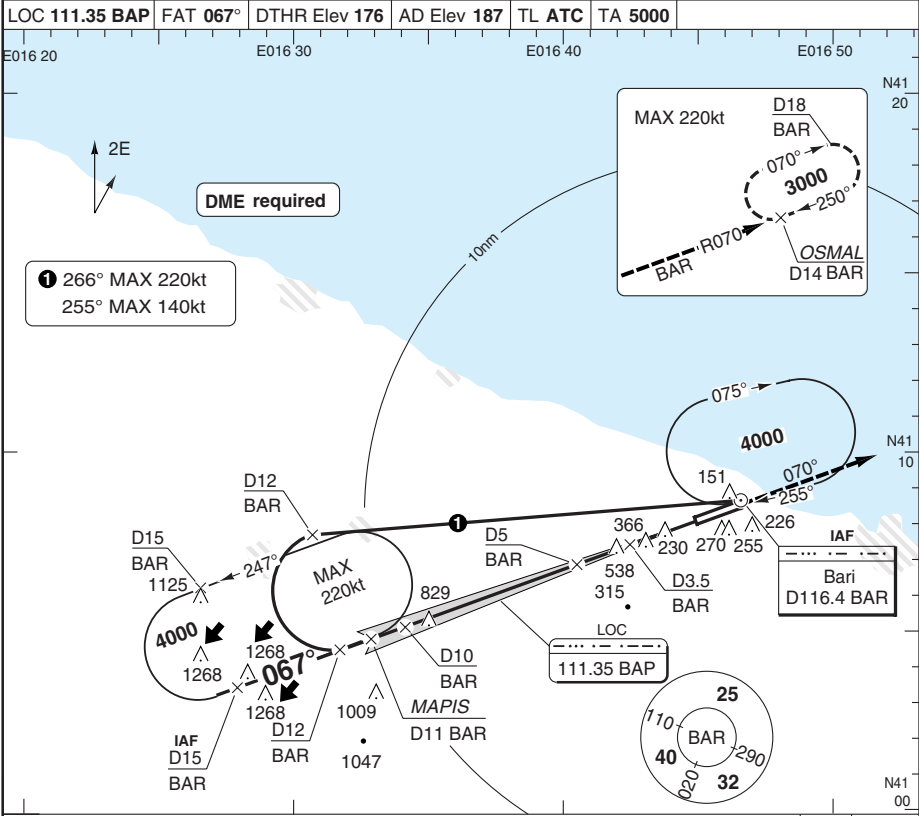 LOC 111.35 BAP FAT 067° DTHR Elev 176 AD Elev 187 TL ATC TA 5000
E016 20
E016 30
E016 40
E016 50
N41
20
2E
DME required
❶ 266° MAX 220kt
255° MAX 140kt
10nm
MAX 220kt
D18
BAR
070°
3000
250°
R070
BAR
OSMAL
D14 BAR
075°
4000
N41
10
070°
151
255°
D12
BAR
1
366
226
D5
BAR
230
270
255
IAF
Bari
D116.4 BAR
D15
BAR
247°
MAX
220kt
1125
829
538
315
D3.5
BAR
4000
1268
1268
LOC
111.35 BAP
067°
D10
BAR
1268
1009
MAPIS
D11 BAR
IAF
D15
BAR
D12
BAR
1047
25
110
BAR
290
40
020
32
N41
00